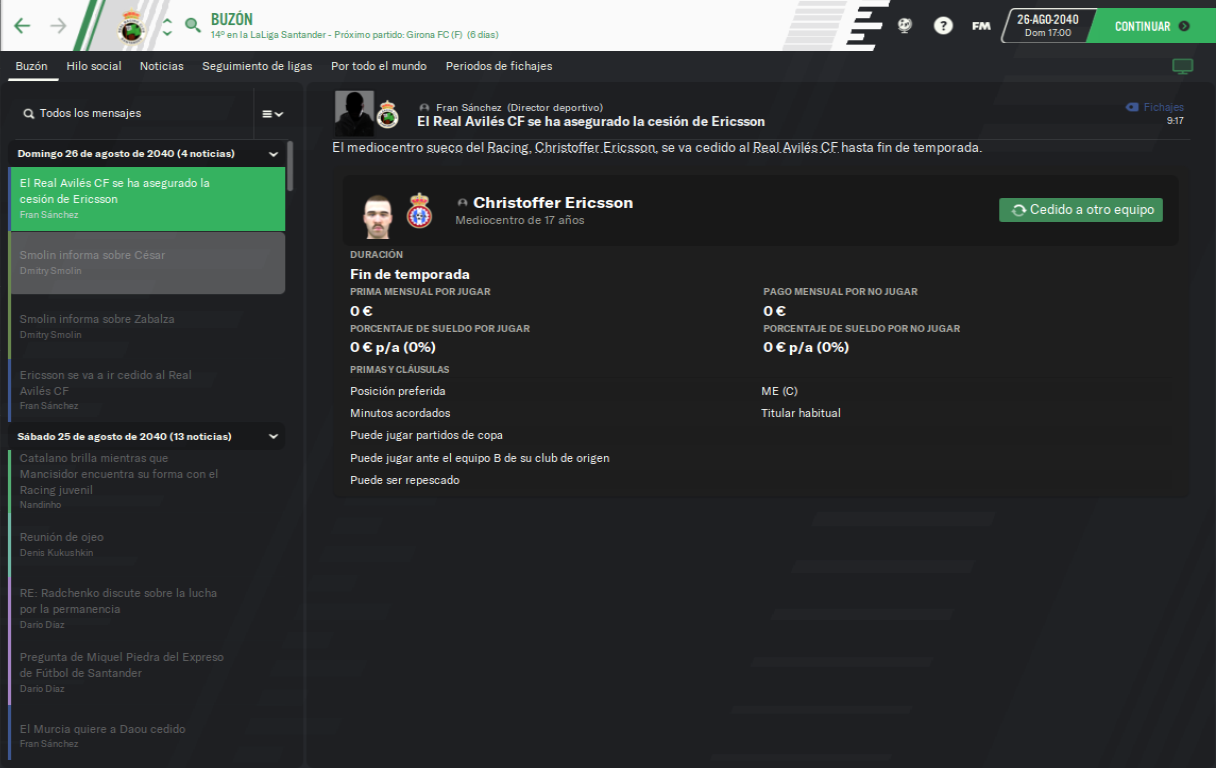 BUZÓN
14º en la LaLiga Santander - Próximo partido: Girona FC (F) (6 días)
?
FM
26-AGO-2040
Dom 17:00
CONTINUAR
Buzón Hilo social Noticias Seguimiento de ligas Por todo el mundo Periodos de fichajes
Todos los mensajes
Domingo 26 de agosto de 2040 (4 noticias)
El Real Avilés CF se ha asegurado la
cesión de Ericsson
Fran Sánchez
Smolin informa sobre César
Dmitry Smolin
Smolin informa sobre Zabalza
Dmitry Smolin
Ericsson se va a ir cedido al Real
Avilés CF
Fran Sánchez
Sábado 25 de agosto de 2040 (13 noticias)
Catalano brilla mientras que
Mancisidor encuentra su forma con el
Racing juvenil
Nandinho
Reunión de ojeo
Denis Kukushkin
RE: Radchenko discute sobre la lucha
por la permanencia
Dario Diaz
Pregunta de Miquel Piedra del Expreso
de Fútbol de Santander
Dario Diaz
El Murcia quiere a Daou cedido
Fran Sánchez
Fran Sánchez (Director deportivo)
El Real Avilés CF se ha asegurado la cesión de Ericsson
Fichajes
9:17
El mediocentro sueco del Racing, Christoffer Ericsson, se va cedido al Real Avilés CF hasta fin de temporada.
Christoffer Ericsson
Mediocentro de 17 años
Cedido a otro equipo
DURACIÓN
Fin de temporada
PRIMA MENSUAL POR JUGAR PAGO MENSUAL POR NO JUGAR
0 € 0 €
PORCENTAJE DE SUELDO POR JUGAR PORCENTAJE DE SUELDO POR NO JUGAR
0 € p/a (0%) 0 € p/a (0%)
PRIMAS Y CLÁUSULAS
Posición preferida ME (C)
Minutos acordados Titular habitual
Puede jugar partidos de copa
Puede jugar ante el equipo B de su club de origen
Puede ser repescado